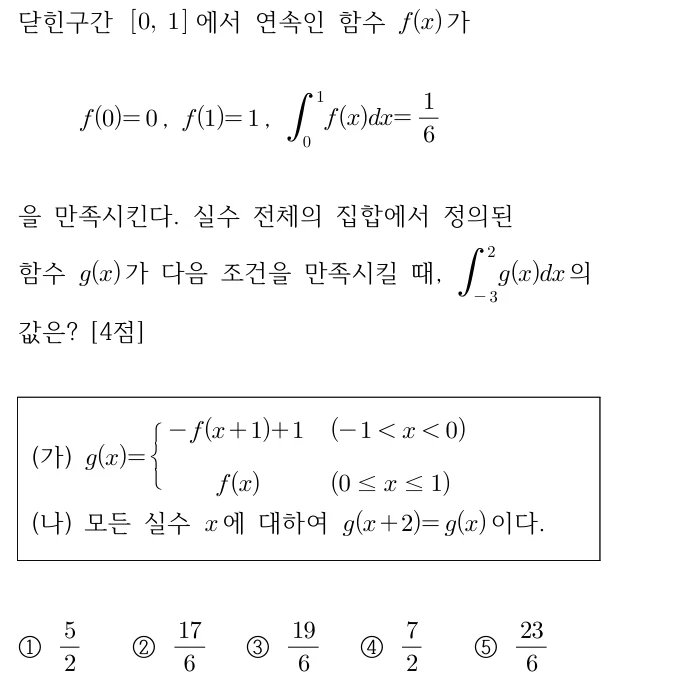 닫힌구간 [0, 1]에서 연속인 함수 f(x)가
f(0)=0, f(1)=1, ∫₀¹ f(x)dx= 1/6
을 만족시킨다. 실수 전체의 집합에서 정의된
함수 g(x)가 다음 조건을 만족시킬 때, ∫₋₃² g(x)dx의
값은? [4점]
(가) g(x)={ −f(x+1)+1 (−1<x<0)
f(x) (0≤x≤1)
(나) 모든 실수 x에 대하여 g(x+2)=g(x)이다.
① 5/2 ② 17/6 ③ 19/6 ④ 7/2 ⑤ 23/6